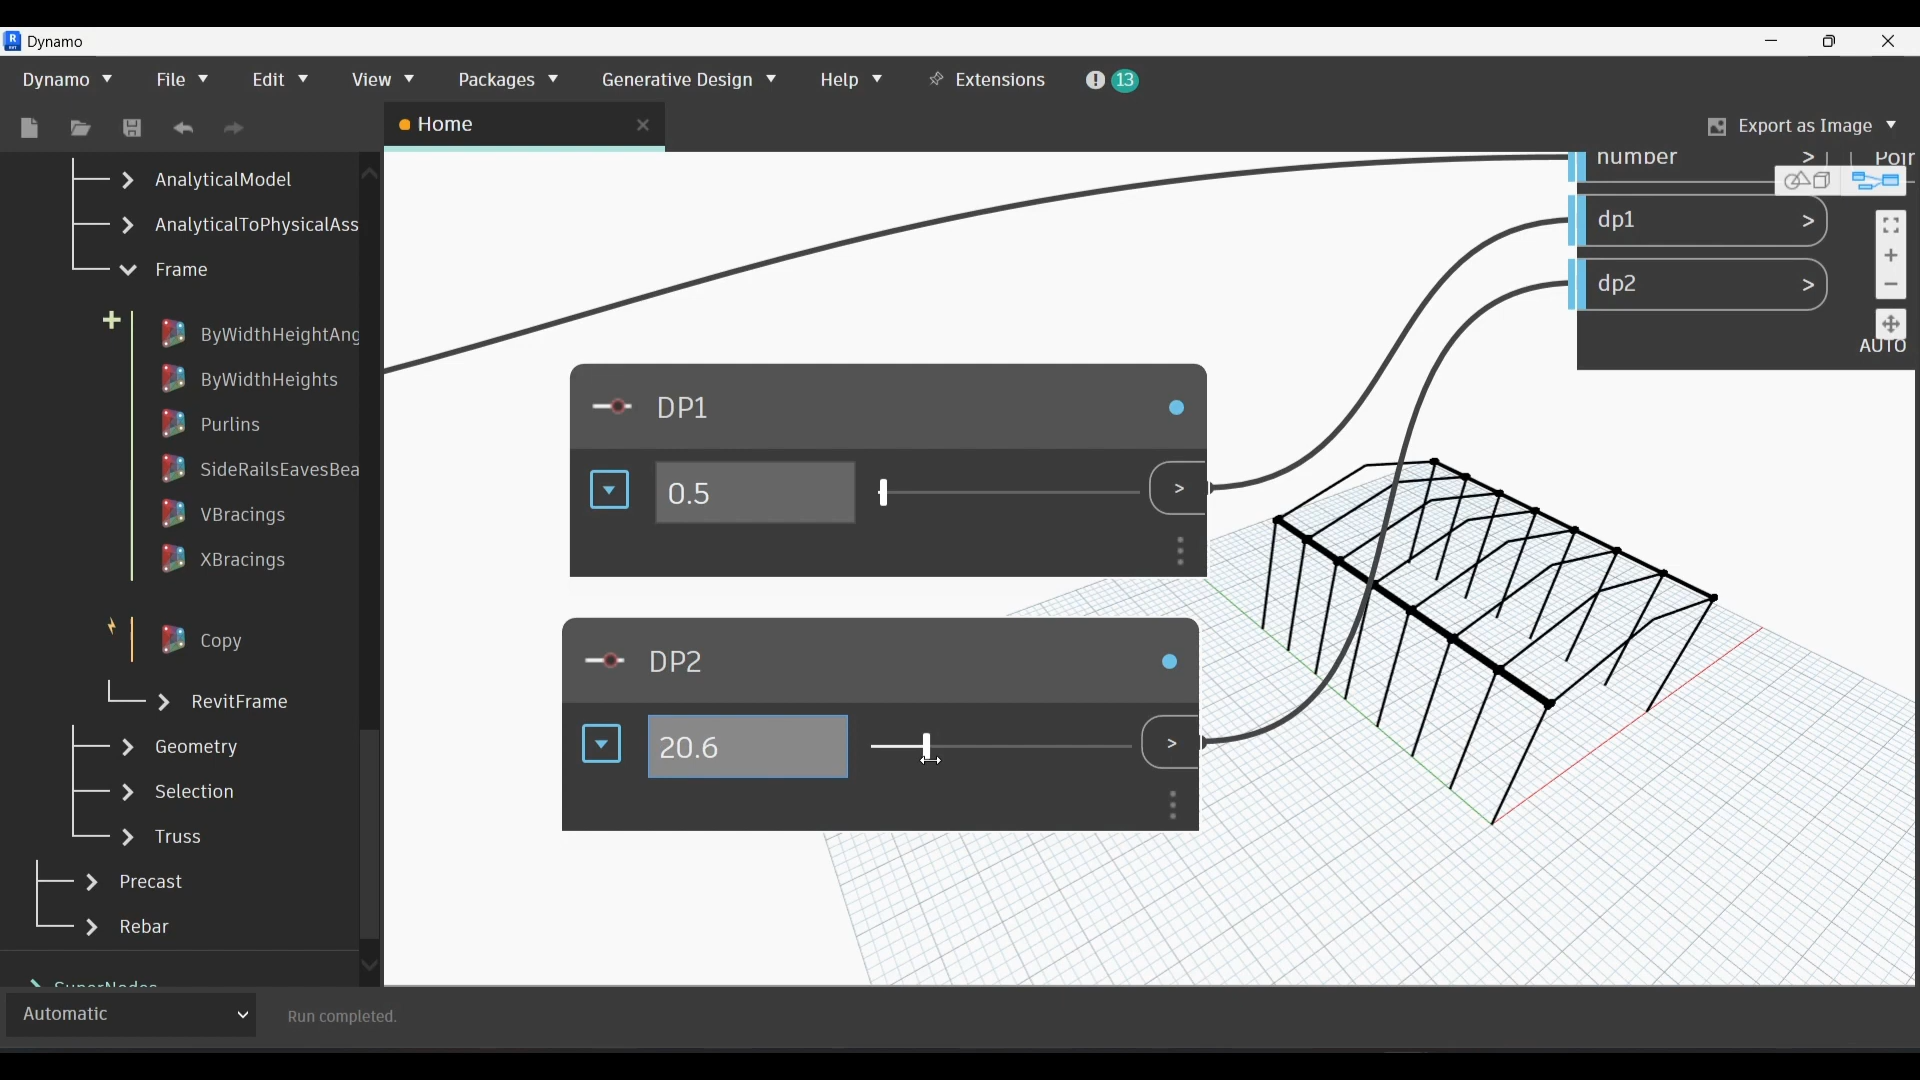 Dynamo
Dynamo File Edit View Packages Generative Design Help Extensions 13
Home
Export as Image
AnalyticalModel
AnalyticalToPhysicalAss
Frame
ByWidthHeightAng
ByWidthHeights
Purlins
SideRailsEavesBea
VBracings
XBracings
Copy
RevitFrame
Geometry
Selection
Truss
Precast
Rebar
SuperNodes
number >
dp1 >
dp2 >
AUTO
DP1
0.5 >
DP2
20.6 >
Automatic
Run completed.